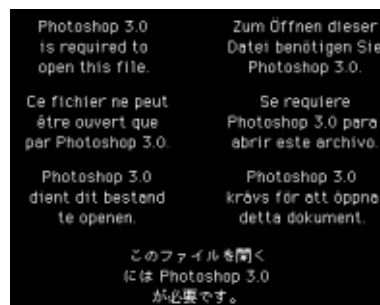 Photoshop 3.0
is required to
open this file.
Zum Öffnen dieser
Datei benötigen Sie
Photoshop 3.0.
Ce fichier ne peut
être ouvert que
par Photoshop 3.0.
Se requiere
Photoshop 3.0 para
abrir este archivo.
Photoshop 3.0
dient dit bestand
te openen.
Photoshop 3.0
krävs för att öppna
detta dokument.
このファイルを開く
には Photoshop 3.0
が必要です。